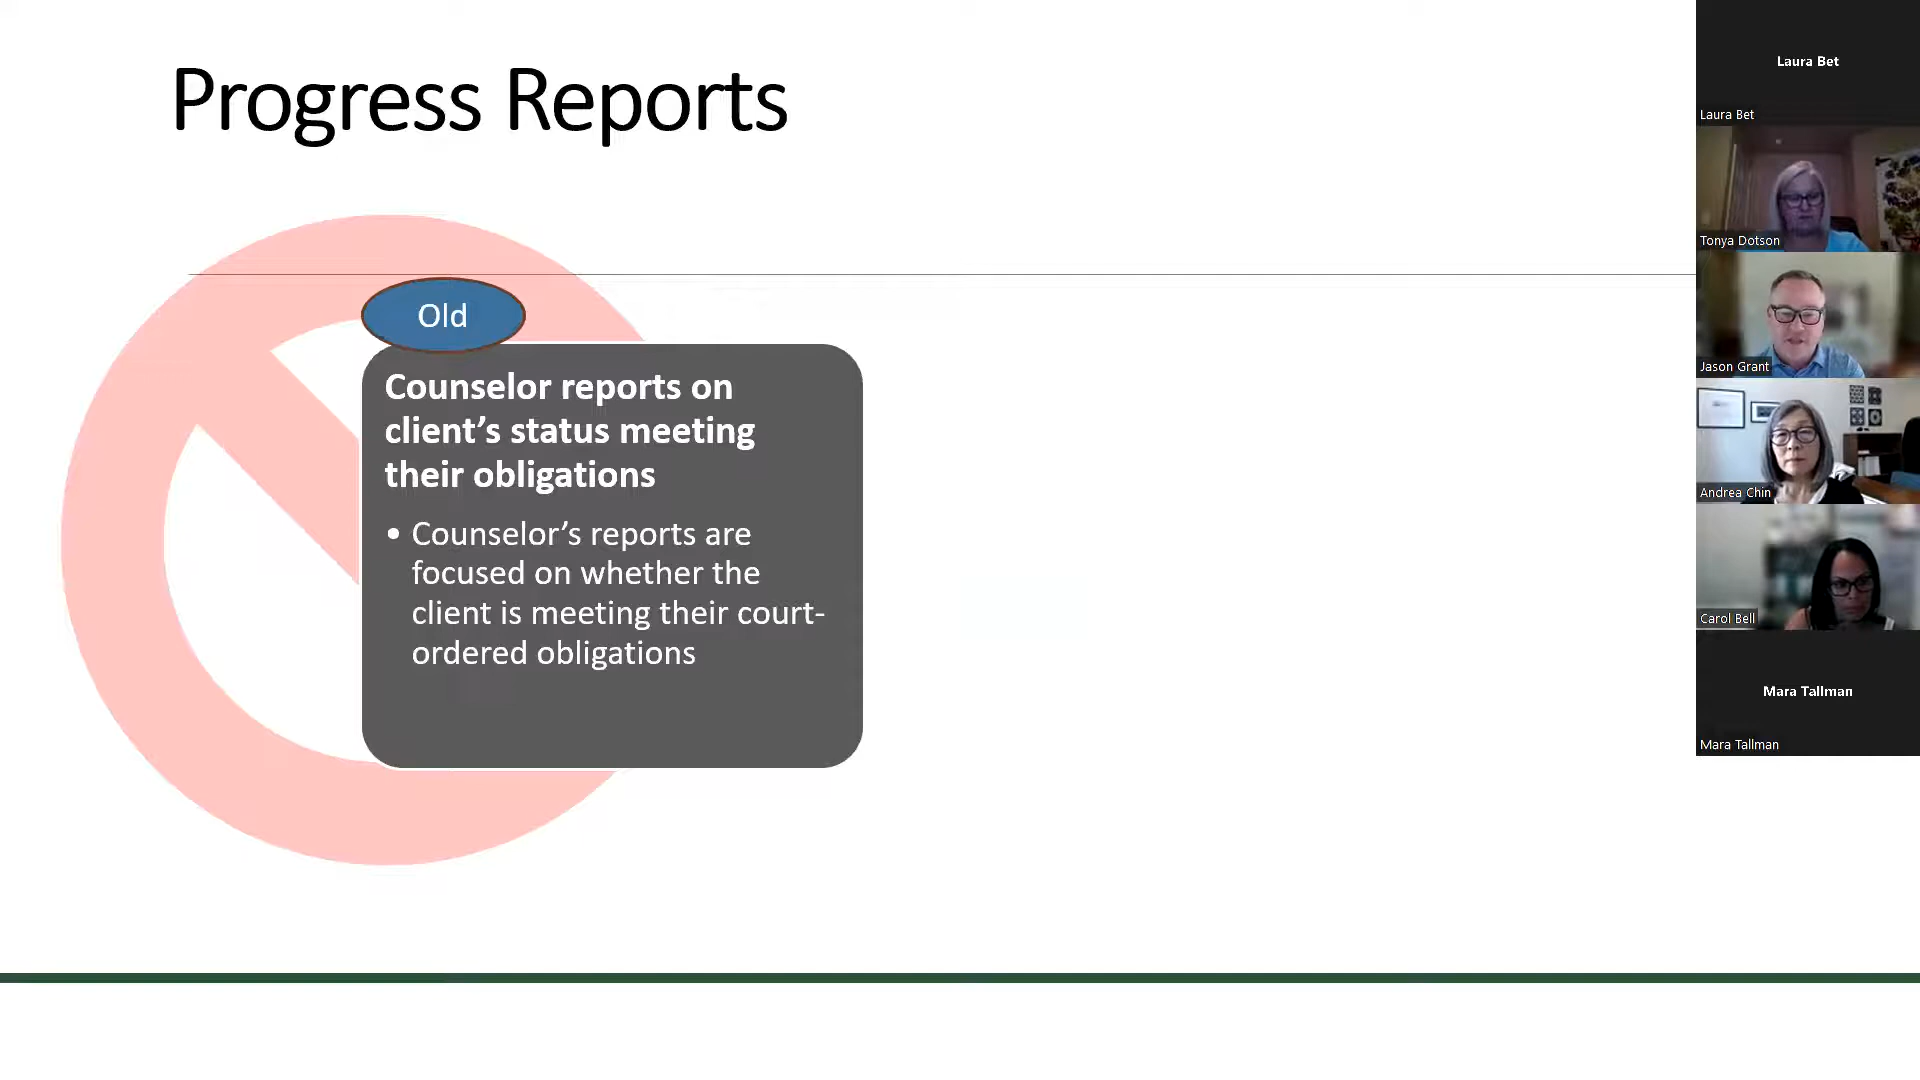 Progress Reports
Old
Counselor reports on
client’s status meeting
their obligations
• Counselor’s reports are
focused on whether the
client is meeting their court-
ordered obligations
Laura Bet
Laura Bet
Tonya Dotson
Jason Grant
Andrea Chin
Carol Bell
Mara Tallman
Mara Tallman